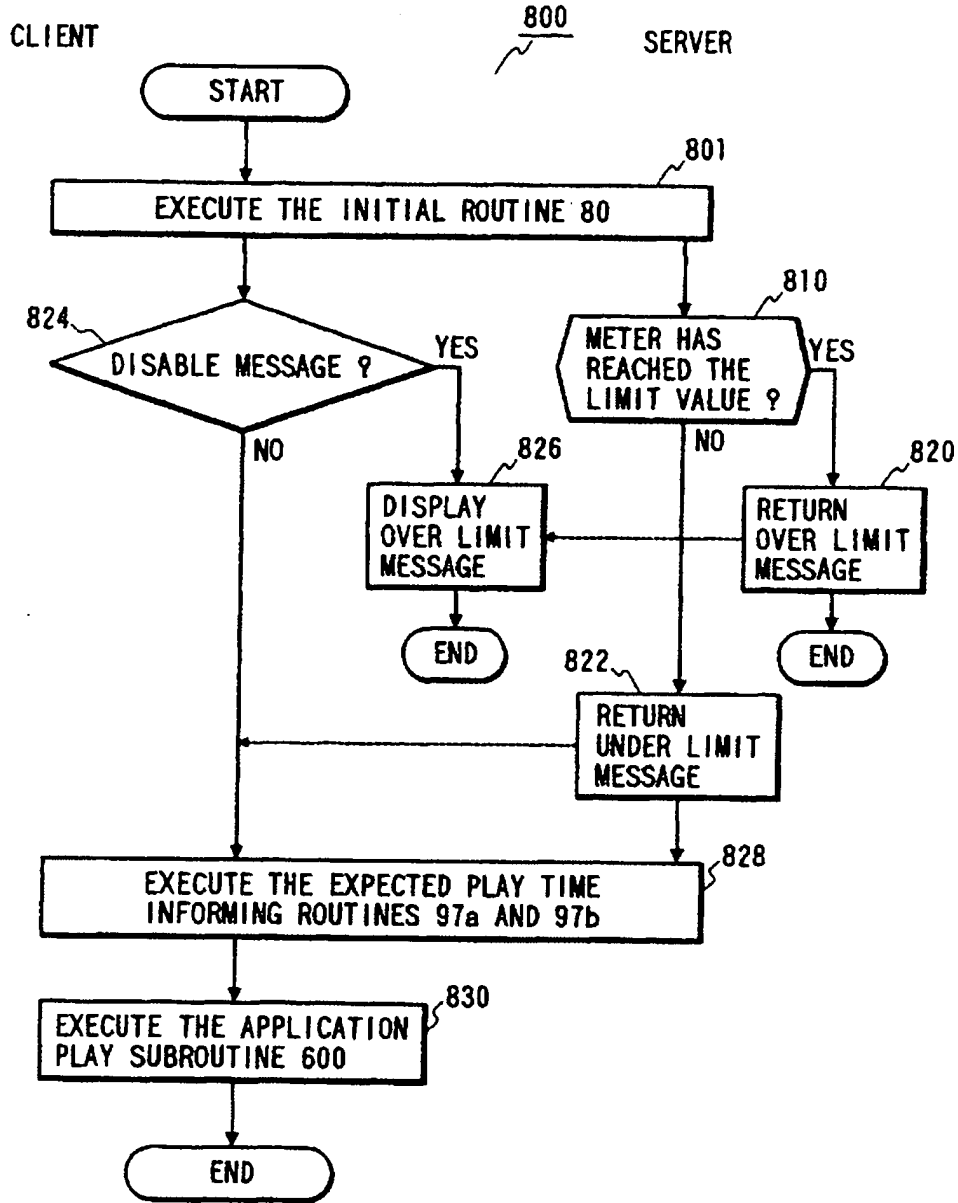 CLIENT
800
SERVER
START
801
EXECUTE THE INITIAL ROUTINE 80
824
DISABLE MESSAGE ?
YES
NO
810
METER HAS
REACHED THE
LIMIT VALUE ?
YES
NO
826
DISPLAY
OVER LIMIT
MESSAGE
820
RETURN
OVER LIMIT
MESSAGE
END
END
822
RETURN
UNDER LIMIT
MESSAGE
828
EXECUTE THE EXPECTED PLAY TIME
INFORMING ROUTINES 97a AND 97b
830
EXECUTE THE APPLICATION
PLAY SUBROUTINE 600
END